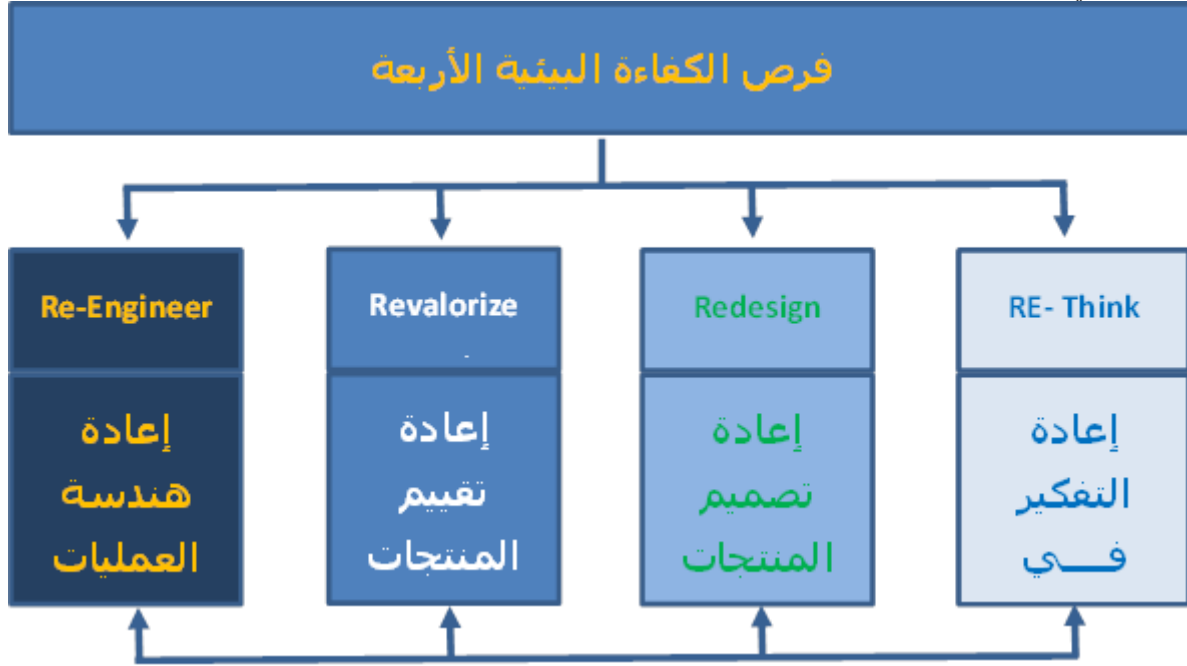 فرص الكفاءة البيئية الأربعة
RE- Think
إعادة
التفكير
في
Redesign
إعادة
تصميم
المنتجات
Revalorize
إعادة
تقييم
المنتجات
Re-Engineer
إعادة
هندسة
العمليات